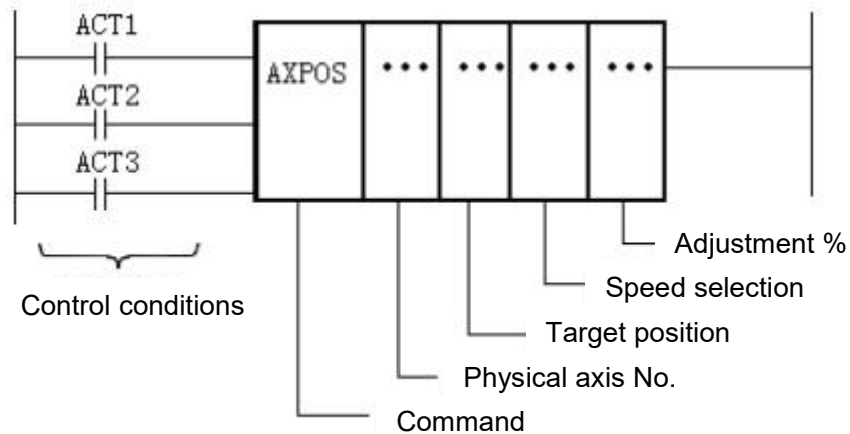 ACT1
AXPOS ••• ••• ••• •••
ACT2
ACT3
Adjustment %
Speed selection
Control conditions
Target position
Physical axis No.
Command